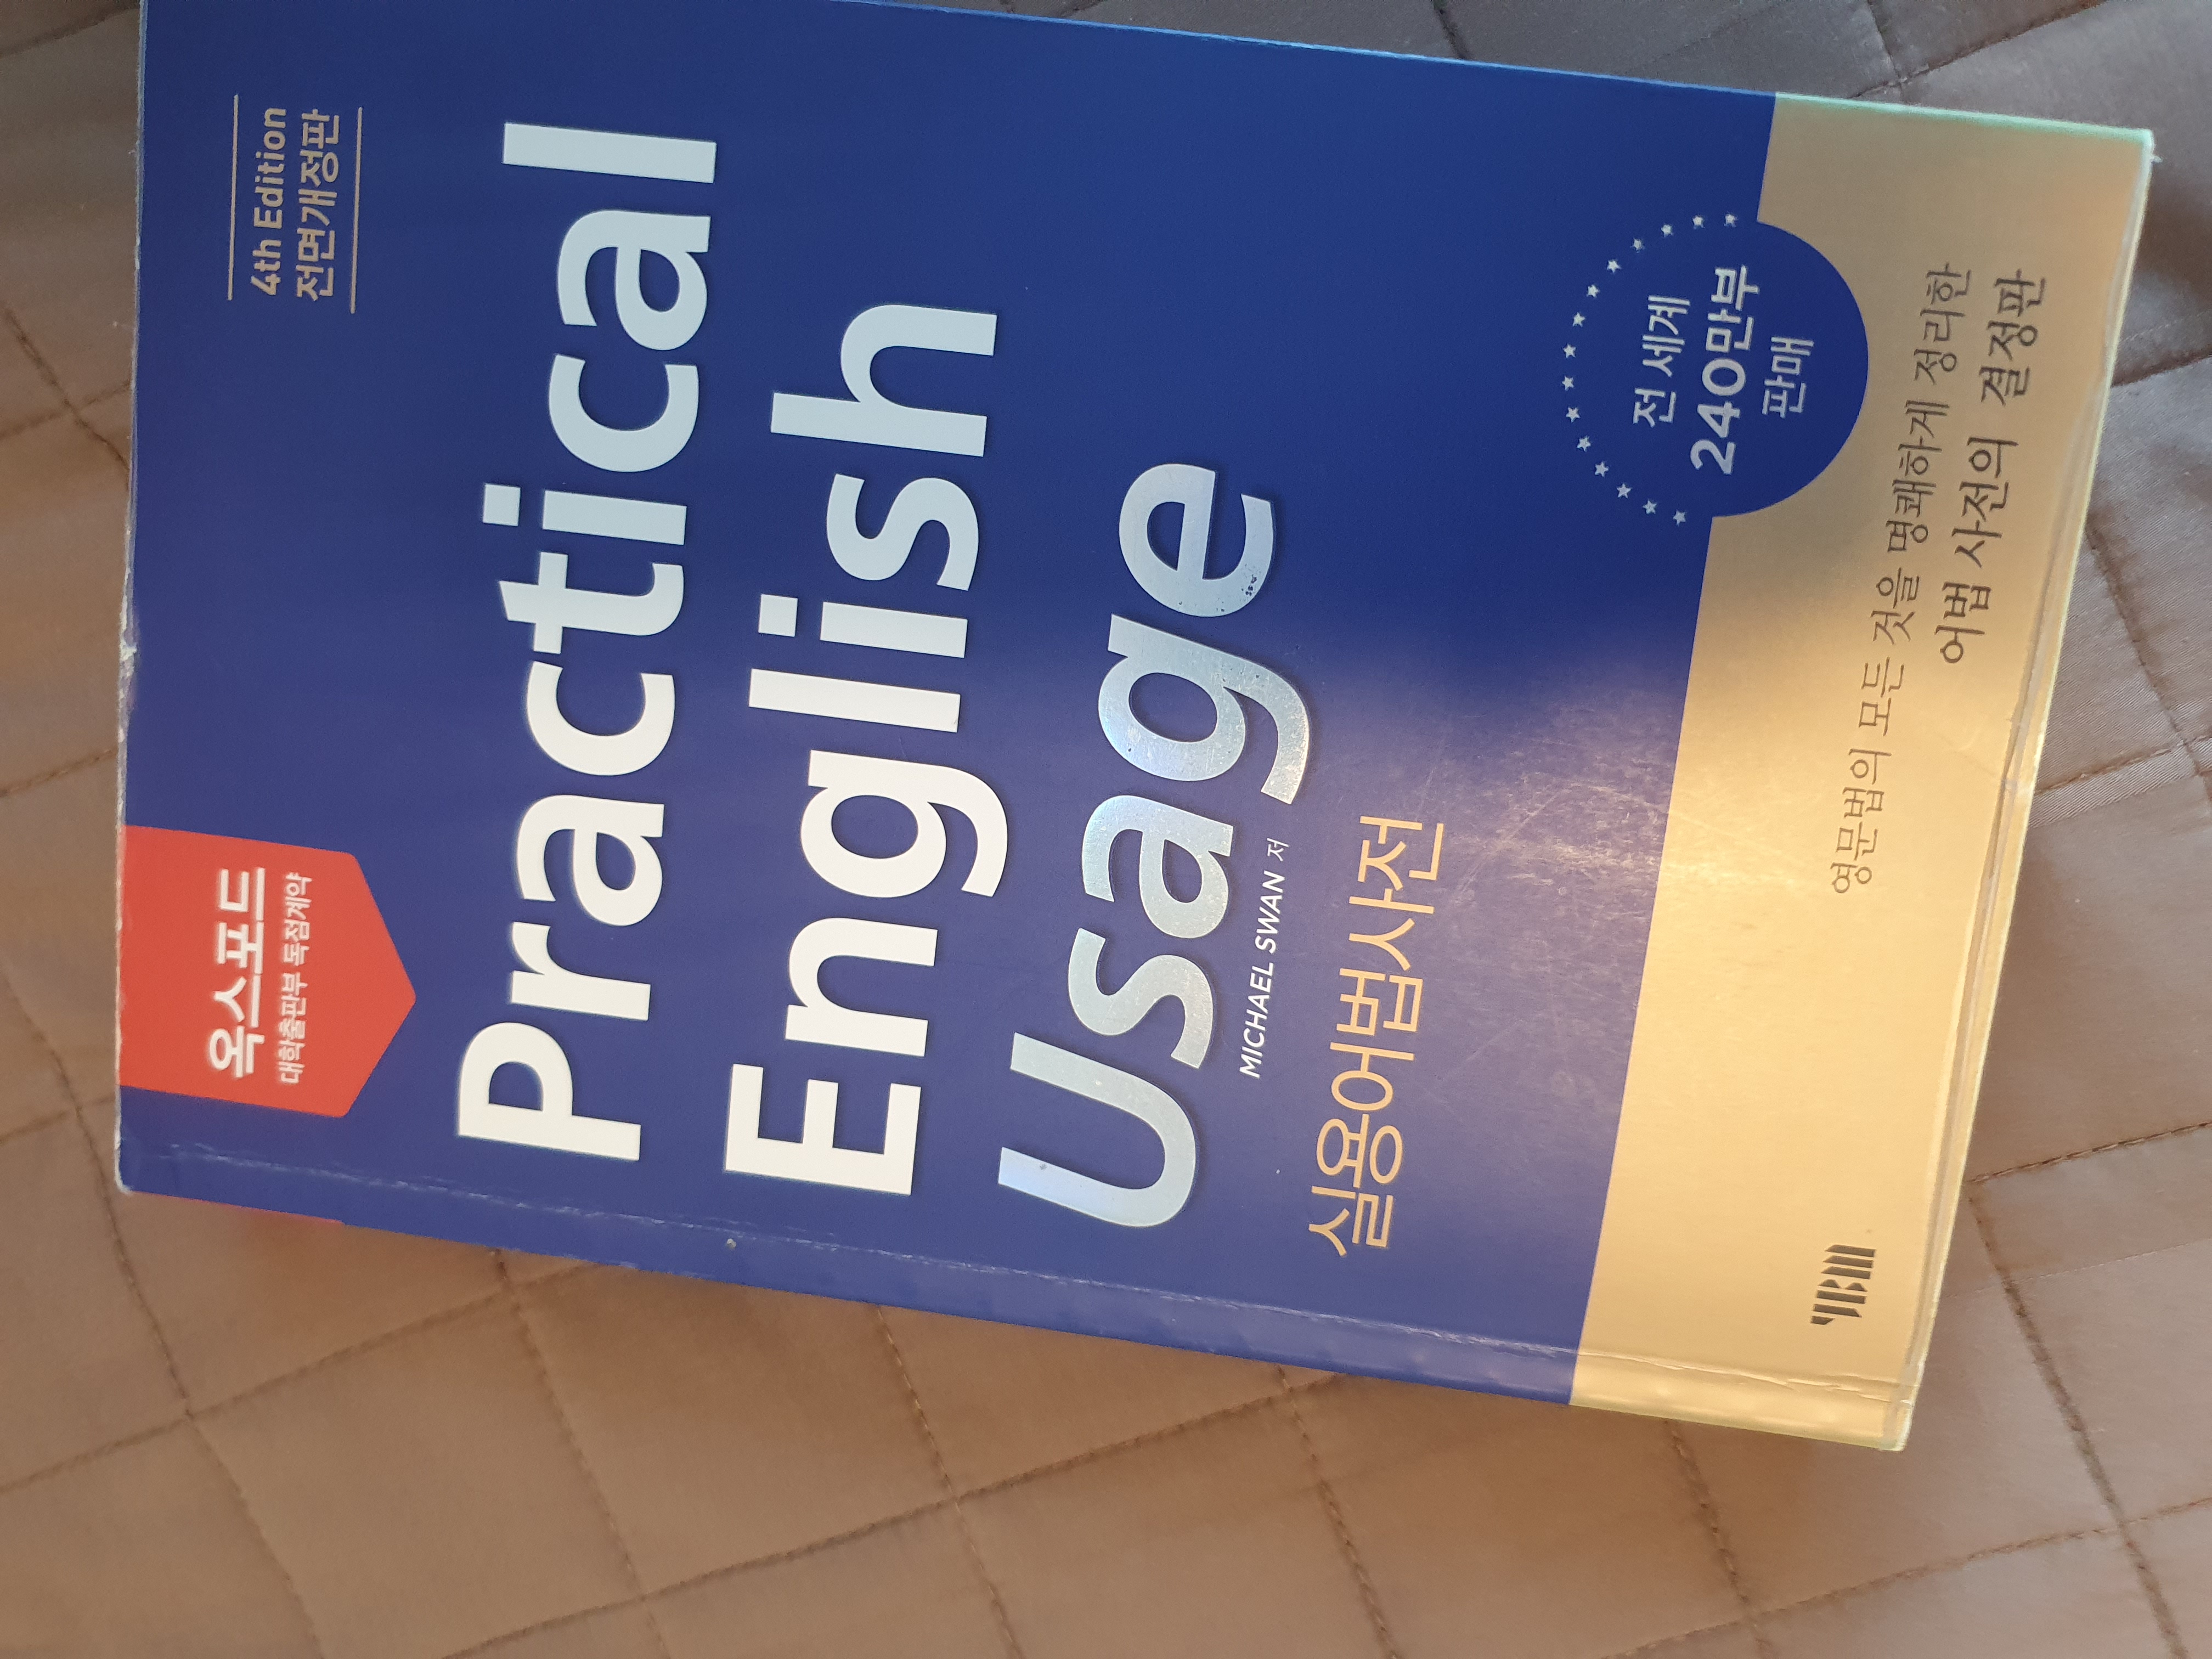 옥스포드
대학출판부 독점계약
4th Edition
전면개정판
Practical
English
Usage
MICHAEL SWAN 저
실용어법사전
전 세계
240만부
판매
영문법의 모든 것을 명쾌하게 정리한
어법 사전의 결정판
YBM